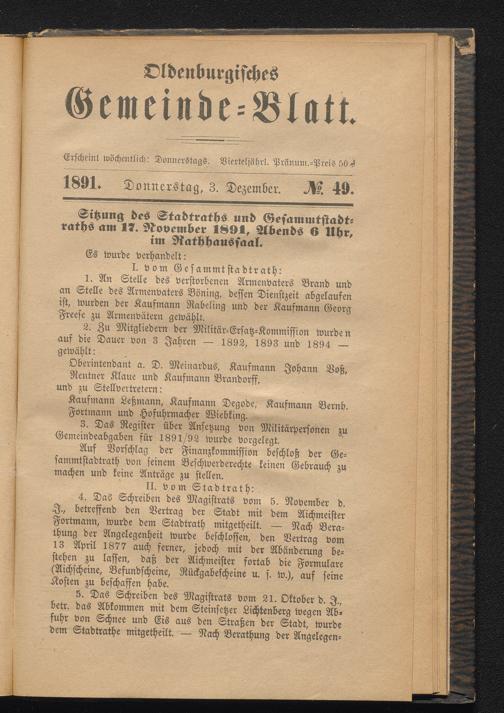 Oldenburgisches
Gemeinde=Blatt.
Erscheint wöchentlich: Donnerstags. Vierteljährl. Pränum.=Preis 50 ₰
1891. Donnerstag, 3. Dezember. № 49.
Sitzung des Stadtraths und Gesammtstadt=
raths am 17. November 1891, Abends 6 Uhr,
im Rathhaussaal.
Es wurde verhandelt:
I. vom Gesammtstadtrath:
1. An Stelle des verstorbenen Armenvaters Brand und
an Stelle des Armenvaters Böning, dessen Dienstzeit abgelaufen
ist, wurden der Kaufmann Rabeling und der Kaufmann Georg
Freese zu Armenvätern gewählt.
2. Zu Mitgliedern der Militär=Ersatz=Kommission wurden
auf die Dauer von 3 Jahren — 1892, 1893 und 1894 —
gewählt:
Oberintendant a. D. Meinardus, Kaufmann Johann Voß,
Rentner Klaue und Kaufmann Brandorff,
und zu Stellvertretern:
Kaufmann Leßmann, Kaufmann Degode, Kaufmann Bernh.
Fortmann und Hofuhrmacher Wiebking.
3. Das Register über Ansetzung von Militärpersonen zu
Gemeindeabgaben für 1891/92 wurde vorgelegt.
Auf Vorschlag der Finanzkommission beschloß der Ge=
sammtstadtrath von seinem Beschwerderechte keinen Gebrauch zu
machen und keine Anträge zu stellen.
II. vom Stadtrath:
4. Das Schreiben des Magistrats vom 5. November d.
J., betreffend den Vertrag der Stadt mit dem Aichmeister
Fortmann, wurde dem Stadtrath mitgetheilt. — Nach Bera=
thung der Angelegenheit wurde beschlossen, den Vertrag vom
13 April 1877 auch ferner, jedoch mit der Abänderung be=
stehen zu lassen, daß der Aichmeister fortab die Formulare
(Aichscheine, Befundscheine, Rückgabescheine u. s. w.), auf seine
Kosten zu beschaffen habe.
5. Das Schreiben des Magistrats vom 21. Oktober d. J.,
betr. das Abkommen mit dem Steinsetzer Lichtenberg wegen Ab=
fuhr von Schnee und Eis aus den Straßen der Stadt, wurde
dem Stadtrathe mitgetheilt. — Nach Berathung der Angelegen=